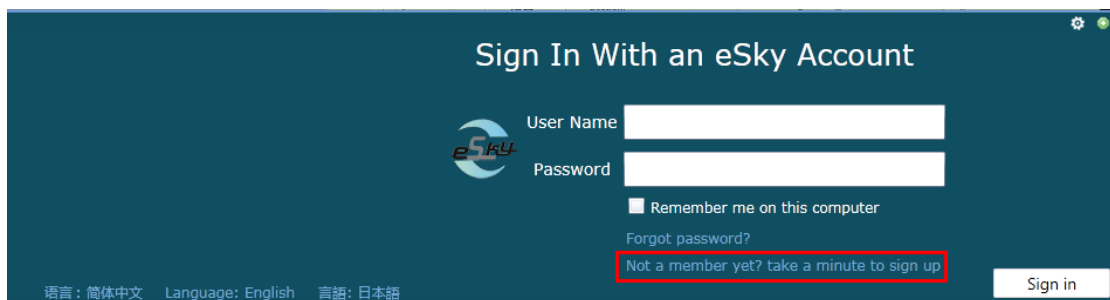 Sign In With an eSky Account
User Name
eSky
Password
Remember me on this computer
Forgot password?
Not a member yet? take a minute to sign up
语言：简体中文 Language: English 言語: 日本語
Sign in